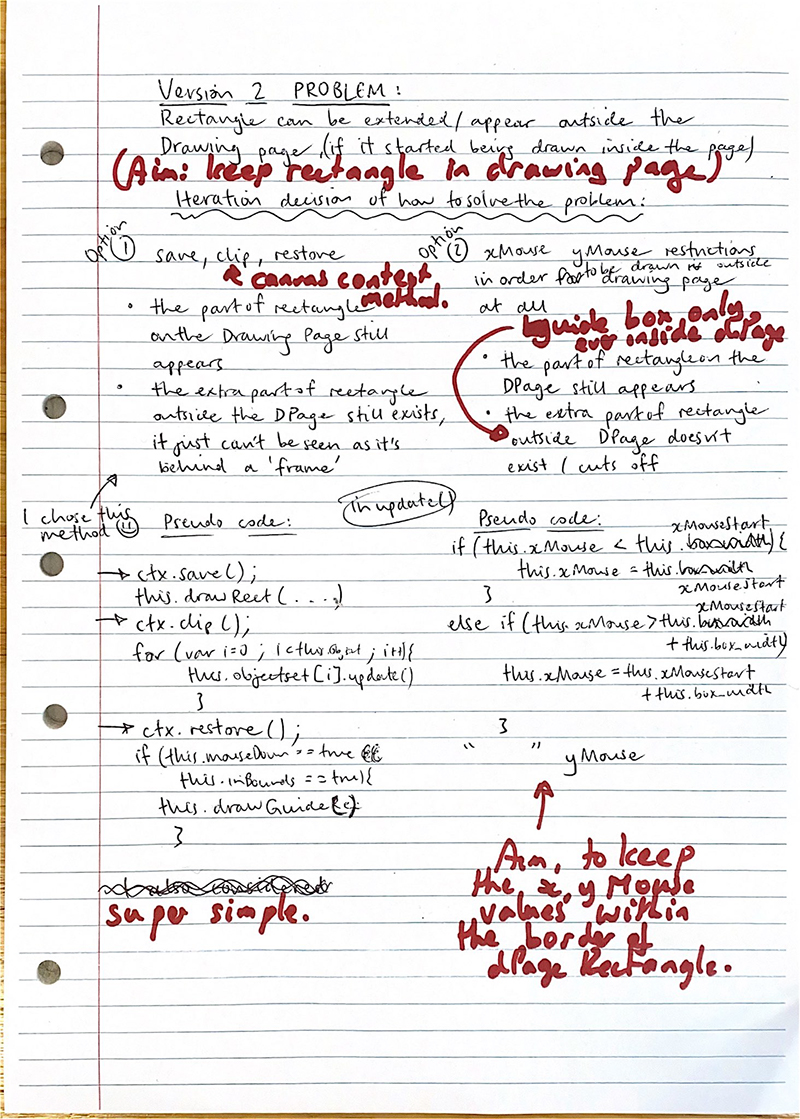 Version 2 PROBLEM:
Rectangle can be extended/ appear outside the
Drawing page, (if it started being drawn inside the page)
(Aim: keep rectangle in drawing page)
Iteration decision of how to solve the problem:
Option 1 save, clip, restore
canvas context
method.
• the part of rectangle
on the Drawing Page still
appears
• the extra part of rectangle
outside the DPage still exists,
it just can't be seen as it's
behind a 'frame'
I chose this
method
Pseudo code:
→ ctx.save();
this.drawRect(....)
→ ctx.clip();
for (var i=0; i<this.objset; i++){
this.objectset[i].update()
}
→ ctx.restore();
if (this.mouseDown == true &&
this.inBounds == true){
this.drawGuide();
}
super simple.
in update()
Option 2 xMouse yMouse restrictions
in order to be drawn outside
drawing page
at all
guide box only
ever inside dPage
• the part of rectangle on the
DPage still appears
• the extra part of rectangle
outside DPage doesn't
exist / cuts off
Pseudo code:
xMouseStart
if (this.xMouse < this.boxwidth) {
this.xMouse = this.boxwidth
xMouseStart
}
xMouseStart
else if (this.xMouse > this.boxwidth
+ this.box_width)
this.xMouse = this.xMouseStart
+ this.box_width
}
" " yMouse
Aim, to keep
the x, y Mouse
values within
the border of
dPage Rectangle.